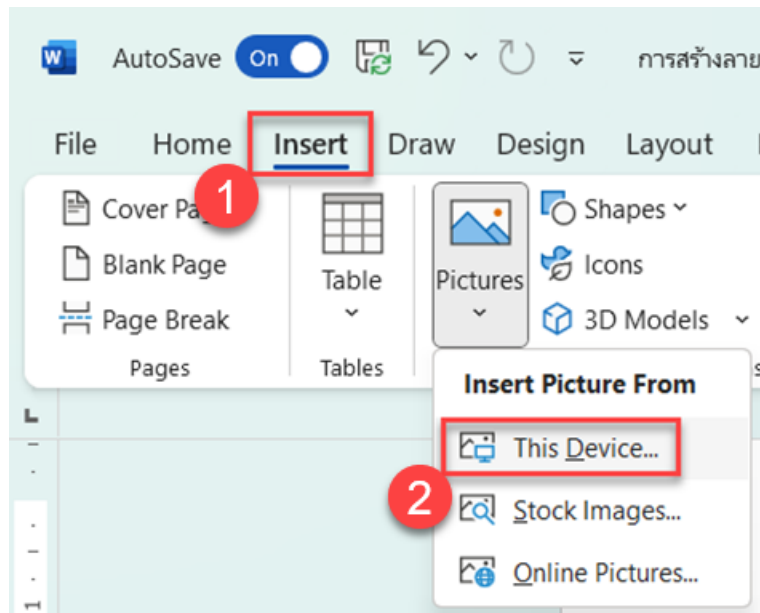 AutoSave On การสร้างลาย
File Home Insert Draw Design Layout
1
Cover Pa
Blank Page
Page Break
Pages
Table
Tables
Pictures
Shapes
Icons
3D Models
Insert Picture From
This Device...
2
Stock Images...
Online Pictures...